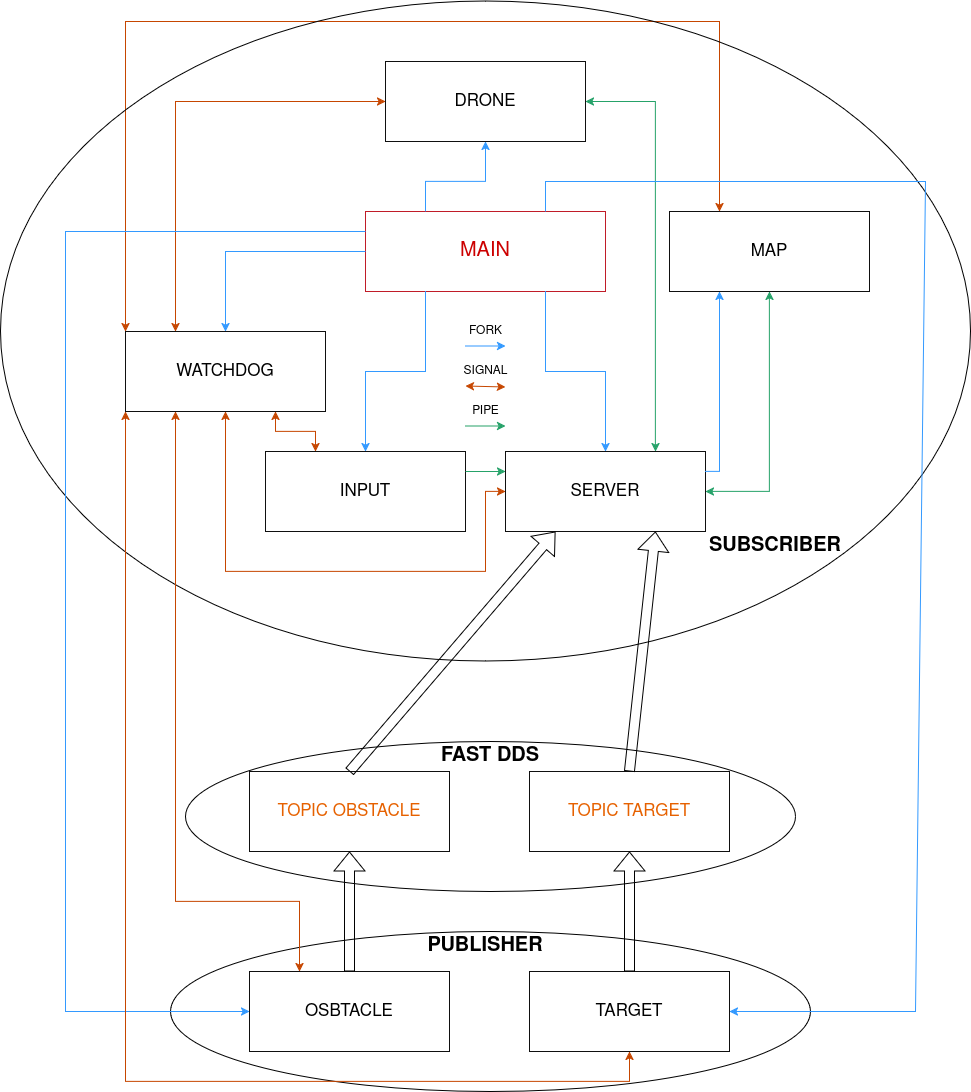 DRONE
MAIN
MAP
FORK
WATCHDOG
SIGNAL
PIPE
INPUT
SERVER
SUBSCRIBER
FAST DDS
TOPIC OBSTACLE
TOPIC TARGET
PUBLISHER
OSBTACLE
TARGET